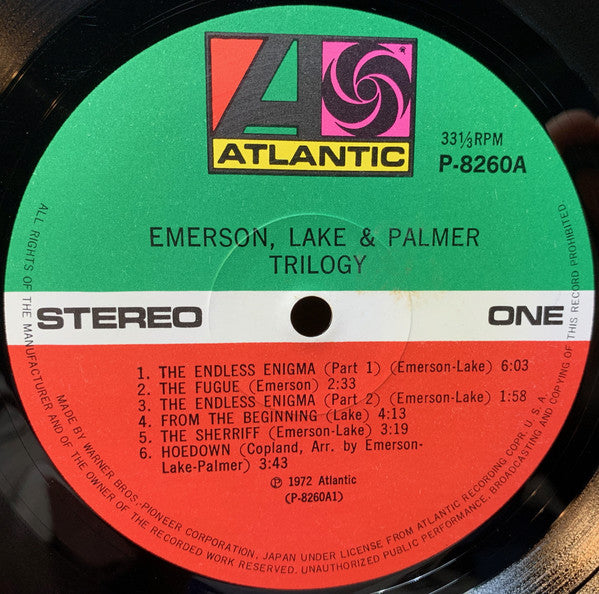 A
ATLANTIC
33⅓ RPM
P-8260A
EMERSON, LAKE & PALMER
TRILOGY
STEREO
ONE
1. THE ENDLESS ENIGMA (Part 1) (Emerson-Lake) 6:03
2. THE FUGUE (Emerson) 2:33
3. THE ENDLESS ENIGMA (Part 2) (Emerson-Lake) 1:58
4. FROM THE BEGINNING (Lake) 4:13
5. THE SHERRIFF (Emerson-Lake) 3:19
6. HOEDOWN (Copland, Arr. by Emerson-
Lake-Palmer) 3:43
Ⓟ 1972 Atlantic
(P-8260A1)
ALL RIGHTS OF THE MANUFACTURER AND OF THE OWNER OF THE RECORDED WORK RESERVED. UNAUTHORIZED PUBLIC PERFORMANCE, BROADCASTING AND COPYING OF THIS RECORD PROHIBITED
MADE BY WARNER BROS./PIONEER CORPORATION, JAPAN UNDER LICENSE FROM ATLANTIC RECORDING CORP. U. S. A.